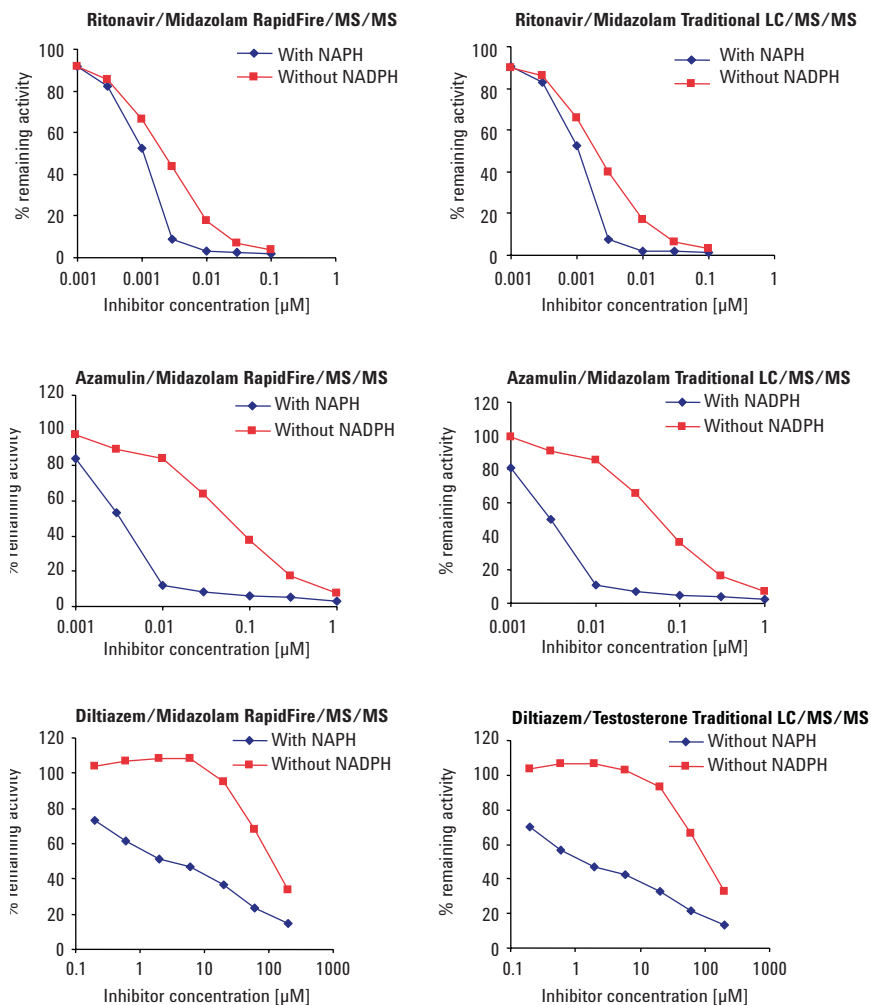 Ritonavir/Midazolam RapidFire/MS/MS
100
80
60
40
20
0
% remaining activity
With NAPH
Without NADPH
0.001 0.001 0.01 0.1 1
Inhibitor concentration [µM]
Ritonavir/Midazolam Traditional LC/MS/MS
100
80
60
40
20
0
% remaining activity
With NAPH
Without NADPH
0.001 0.001 0.01 0.1 1
Inhibitor concentration [µM]
Azamulin/Midazolam RapidFire/MS/MS
120
100
80
60
40
20
0
% remaining activity
With NAPH
Without NADPH
0.001 0.01 0.1 1
Inhibitor concentration [µM]
Azamulin/Midazolam Traditional LC/MS/MS
120
100
80
60
40
20
0
% remaining activity
With NADPH
Without NADPH
0.001 0.01 0.1 1
Inhibitor concentration [µM]
Diltiazem/Midazolam RapidFire/MS/MS
120
100
80
60
40
20
0
% remaining activity
With NAPH
Without NADPH
0.1 1 10 100 1000
Inhibitor concentration [µM]
Diltiazem/Testosterone Traditional LC/MS/MS
120
100
80
60
40
20
0
% remaining activity
Without NAPH
Without NADPH
0.1 1 10 100 1000
Inhibitor concentration [µM]